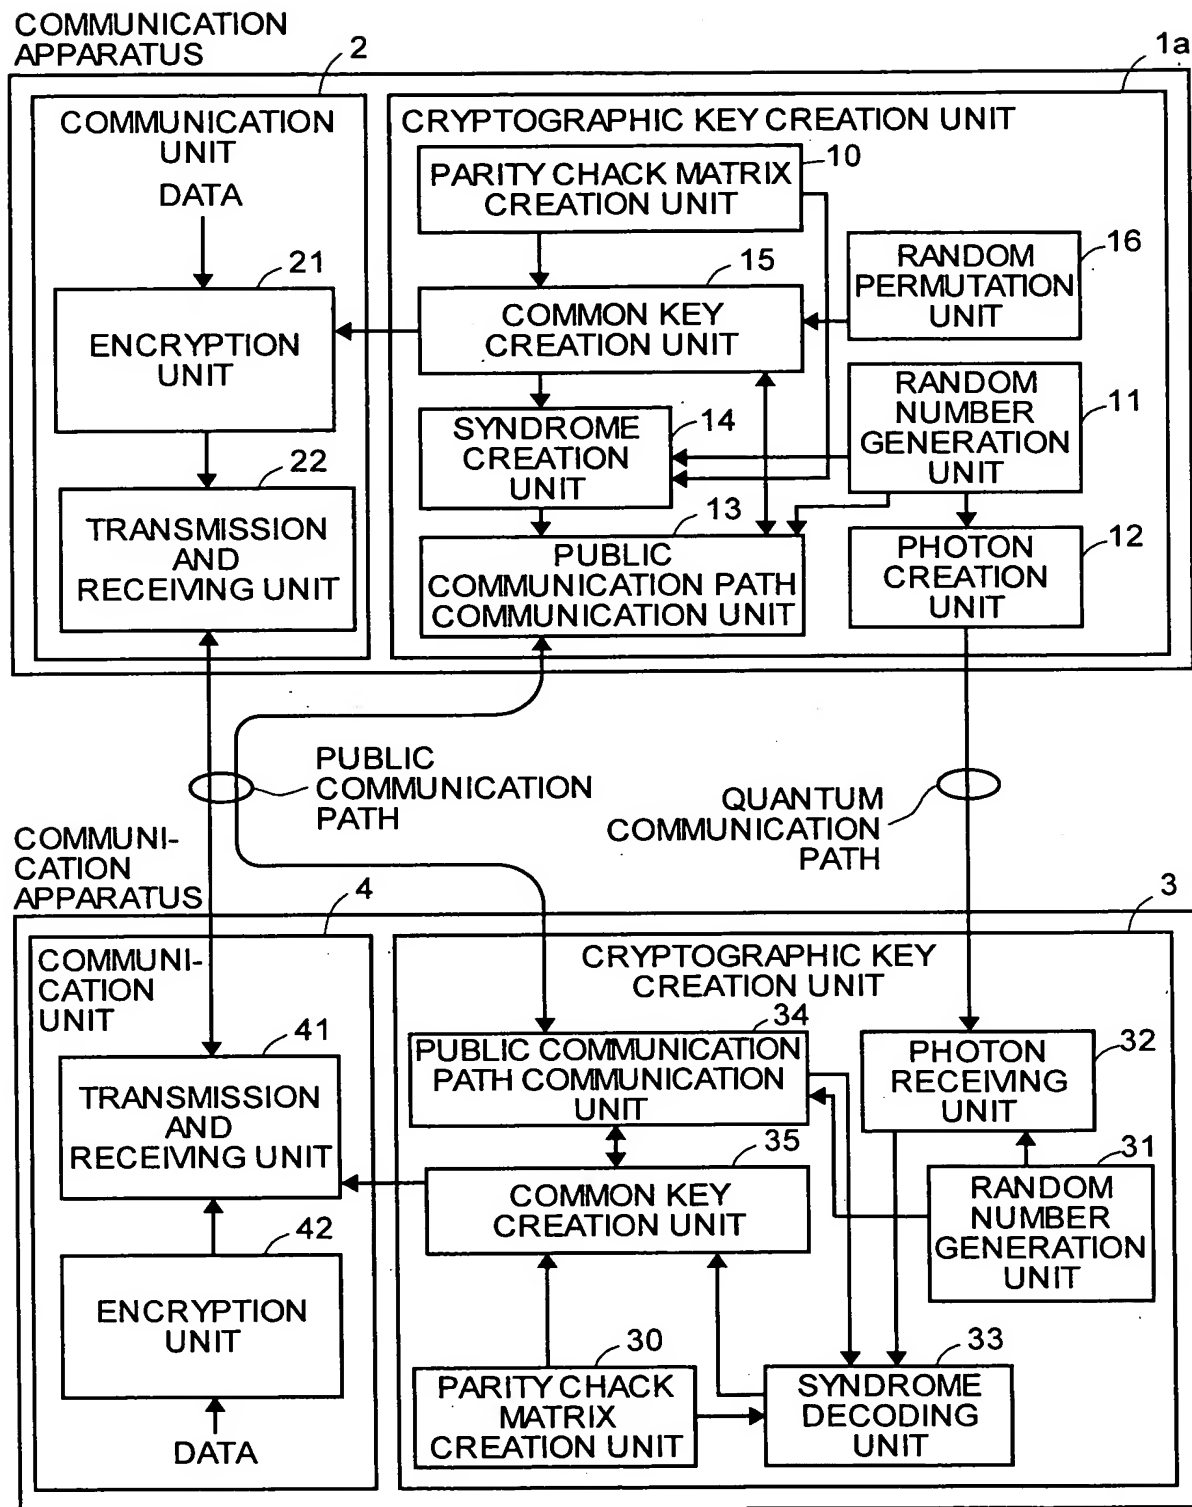 COMMUNICATION
APPARATUS
2
1a
COMMUNICATION
UNIT
DATA
21
ENCRYPTION
UNIT
22
TRANSMISSION
AND
RECEIVING UNIT
CRYPTOGRAPHIC KEY CREATION UNIT
10
PARITY CHACK MATRIX
CREATION UNIT
15
COMMON KEY
CREATION UNIT
16
RANDOM
PERMUTATION
UNIT
14
SYNDROME
CREATION
UNIT
11
RANDOM
NUMBER
GENERATION
UNIT
13
PUBLIC
COMMUNICATION PATH
COMMUNICATION UNIT
12
PHOTON
CREATION
UNIT
PUBLIC
COMMUNICATION
PATH
QUANTUM
COMMUNICATION
PATH
COMMUNI-
CATION
APPARATUS
4
3
COMMUNI-
CATION
UNIT
41
TRANSMISSION
AND
RECEIVING UNIT
42
ENCRYPTION
UNIT
DATA
CRYPTOGRAPHIC KEY
CREATION UNIT
34
PUBLIC COMMUNICATION
PATH COMMUNICATION
UNIT
32
PHOTON
RECEIVING
UNIT
35
COMMON KEY
CREATION UNIT
31
RANDOM
NUMBER
GENERATION
UNIT
30
PARITY CHACK
MATRIX
CREATION UNIT
33
SYNDROME
DECODING
UNIT